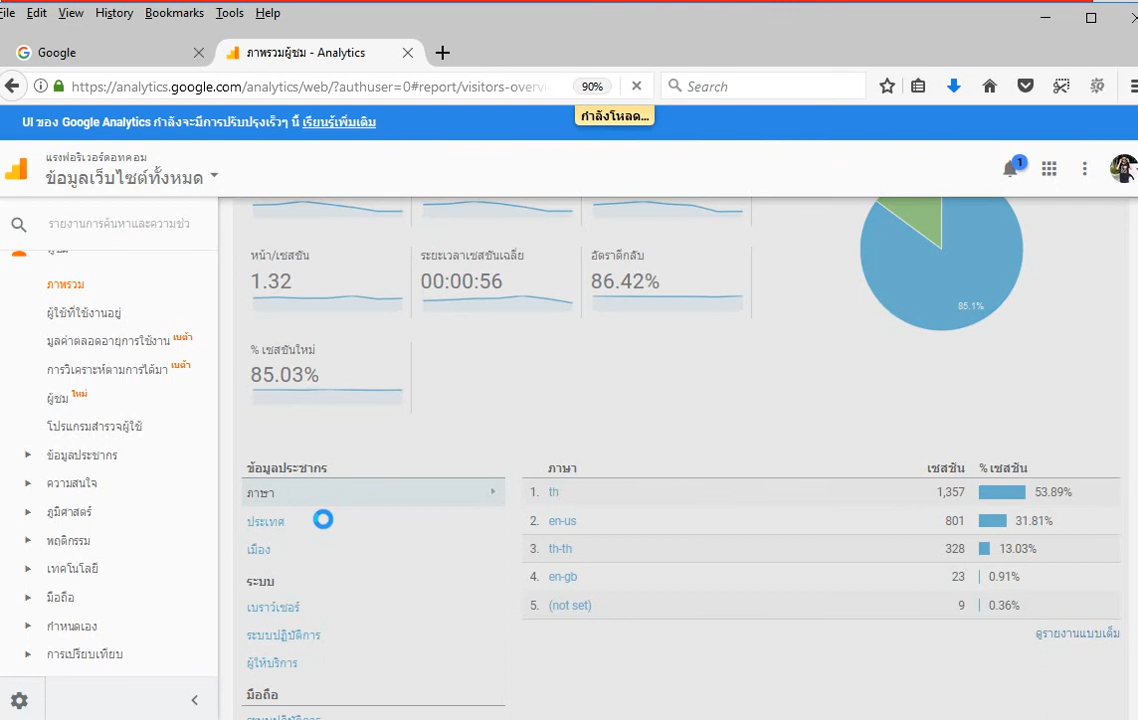 File Edit View History Bookmarks Tools Help
Google
ภาพรวมผู้ชม - Analytics
https://analytics.google.com/analytics/web/?authuser=0#report/visitors-overvi
90%
Search
กำลังโหลด...
UI ของ Google Analytics กำลังจะมีการปรับปรุงเร็วๆ นี้ เรียนรู้เพิ่มเติม
แรงฟอริเวอร์ดอทคอม
ข้อมูลเว็บไซต์ทั้งหมด
1
รายงานการค้นหาและความช่ว
ภาพรวม
ผู้ใช้ที่ใช้งานอยู่
มูลค่าตลอดอายุการใช้งาน เบต้า
การวิเคราะห์ตามการได้มา เบต้า
ผู้ชม ใหม่
โปรแกรมสำรวจผู้ใช้
ข้อมูลประชากร
ความสนใจ
ภูมิศาสตร์
พฤติกรรม
เทคโนโลยี
มือถือ
กำหนดเอง
การเปรียบเทียบ
หน้า/เซสชัน
1.32
ระยะเวลาเซสชันเฉลี่ย
00:00:56
อัตราตีกลับ
86.42%
85.1%
% เซสชันใหม่
85.03%
ข้อมูลประชากร
ภาษา
ประเทศ
เมือง
ระบบ
เบราว์เซอร์
ระบบปฏิบัติการ
ผู้ให้บริการ
มือถือ
ภาษา เซสชัน % เซสชัน
1. th 1,357 53.89%
2. en-us 801 31.81%
3. th-th 328 13.03%
4. en-gb 23 0.91%
5. (not set) 9 0.36%
ดูรายงานแบบเต็ม